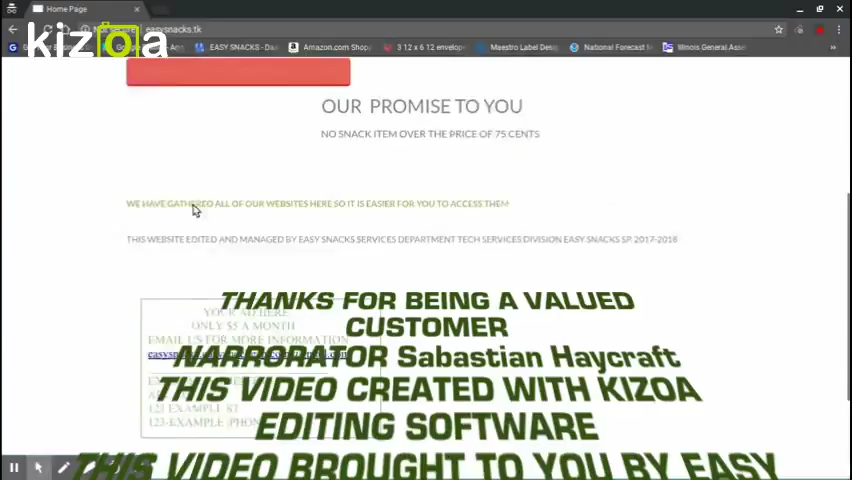 Home Page
easysnacks.tk
kizoa
EASY SNACKS - Da
Amazon.com Shop
3 12 x 6 12 envelop
Maestro Label Desig
National Forecast M
Illinois General Asse
OUR PROMISE TO YOU
NO SNACK ITEM OVER THE PRICE OF 75 CENTS
WE HAVE GATHERED ALL OF OUR WEBSITES HERE SO IT IS EASIER FOR YOU TO ACCESS THEM
THIS WEBSITE EDITED AND MANAGED BY EASY SNACKS SERVICES DEPARTMENT TECH SERVICES DIVISION EASY SNACKS SP. 2017-2018
THANKS FOR BEING A VALUED
CUSTOMER
YOUR AD HERE
ONLY $5 A MONTH
EMAIL US FOR MORE INFORMATION
NARRORATOR Sabastian Haycraft
THIS VIDEO CREATED WITH KIZOA
123 EXAMPLE ST
EDITING SOFTWARE
THIS VIDEO BROUGHT TO YOU BY EASY